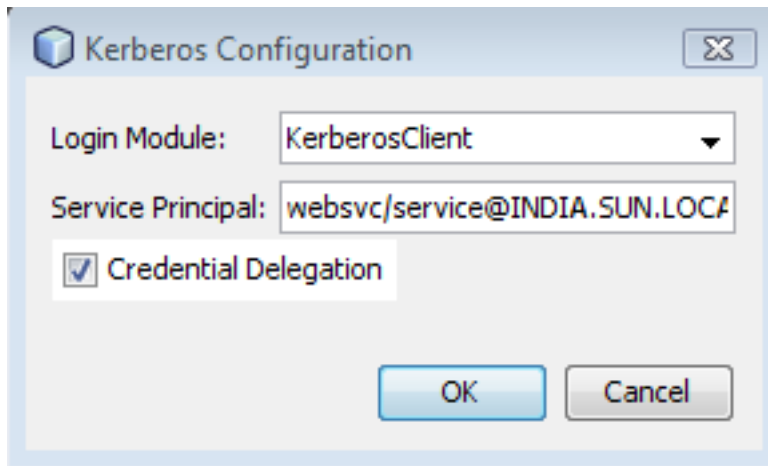 Kerberos Configuration
Login Module: KerberosClient
Service Principal: websvc/service@INDIA.SUN.LOCA
Credential Delegation
OK Cancel